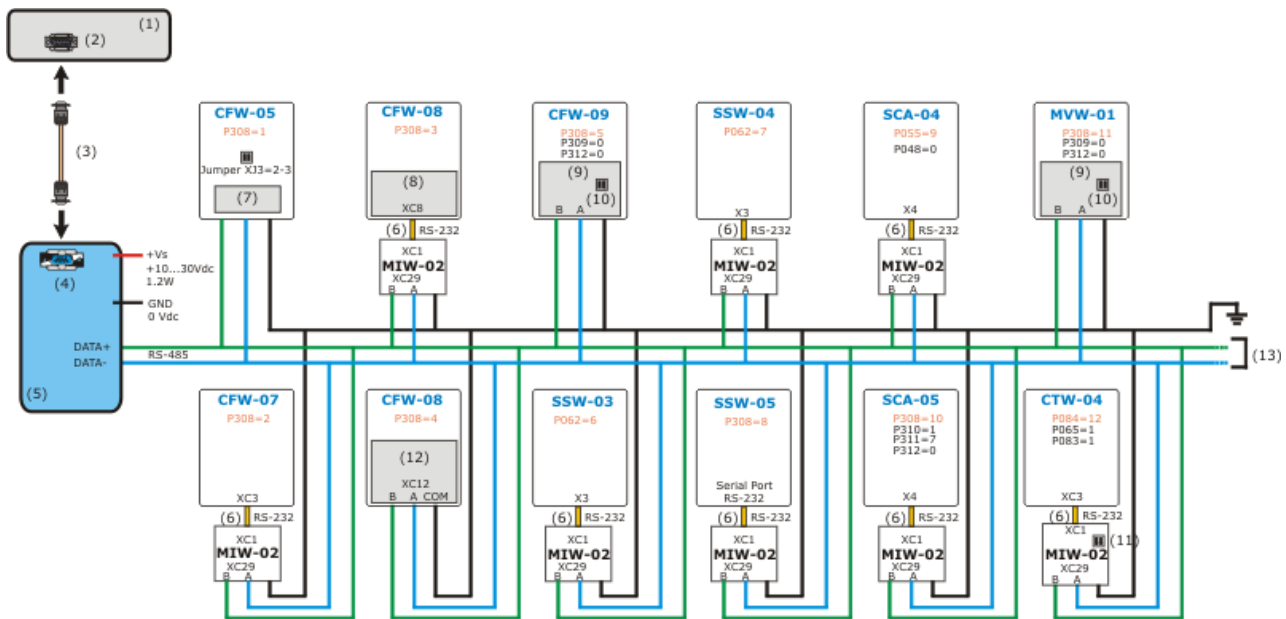 (1)
(2)
(3)
(4)
(5)
+Vs
+10...30Vdc
1.2W
GND
0 Vdc
DATA+
DATA-
RS-485
CFW-05
P308=1
Jumper XJ3=2-3
(7)
CFW-08
P308=3
(8)
XC8
(6) RS-232
XC1
MIW-02
XC29
B A
CFW-09
P308=5
P309=0
P312=0
(9)
(10)
B A
SSW-04
P062=7
X3
(6) RS-232
XC1
MIW-02
XC29
B A
SCA-04
P055=9
P048=0
X4
(6) RS-232
XC1
MIW-02
XC29
B A
MVW-01
P308=11
P309=0
P312=0
(9)
(10)
B A
(13)
CFW-07
P308=2
XC3
(6) RS-232
XC1
MIW-02
XC29
B A
CFW-08
P308=4
(12)
XC12
B A COM
SSW-03
P062=6
X3
(6) RS-232
XC1
MIW-02
XC29
B A
SSW-05
P308=8
Serial Port
RS-232
(6) RS-232
XC1
MIW-02
XC29
B A
SCA-05
P308=10
P310=1
P311=7
P312=0
X4
(6) RS-232
XC1
MIW-02
XC29
B A
CTW-04
P084=12
P065=1
P083=1
XC3
(6) RS-232
XC1
(11)
MIW-02
XC29
B A